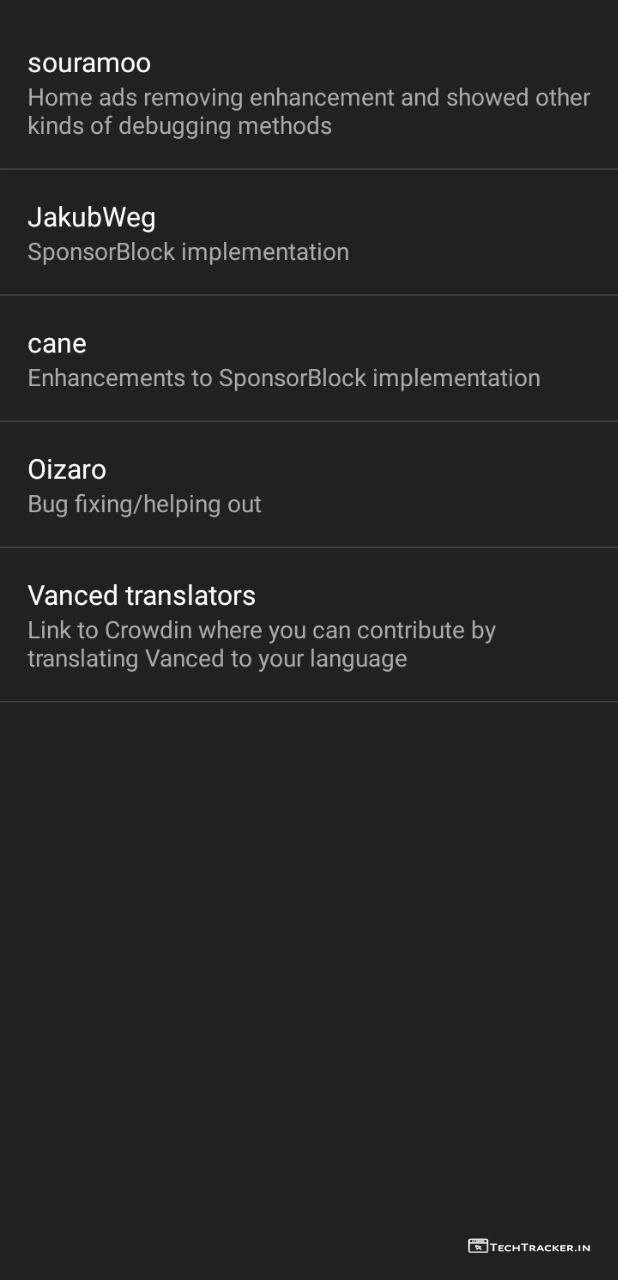 souramoo
Home ads removing enhancement and showed other
kinds of debugging methods
JakubWeg
SponsorBlock implementation
cane
Enhancements to SponsorBlock implementation
Oizaro
Bug fixing/helping out
Vanced translators
Link to Crowdin where you can contribute by
translating Vanced to your language
TECHTRACKER.IN